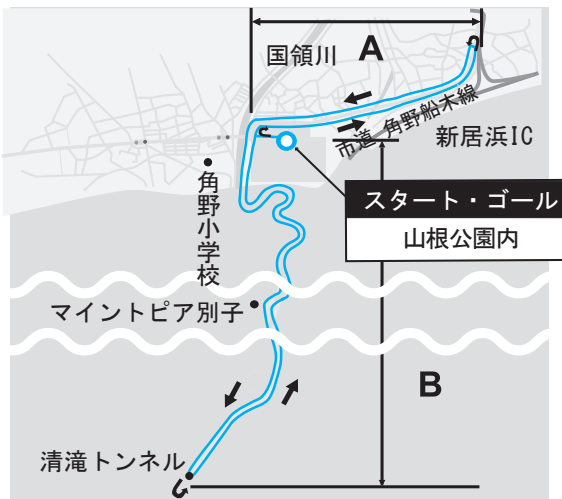 国領川
A
市道 角野船木線
新居浜IC
角野小学校
スタート・ゴール
山根公園内
マイントピア別子
B
清滝トンネル